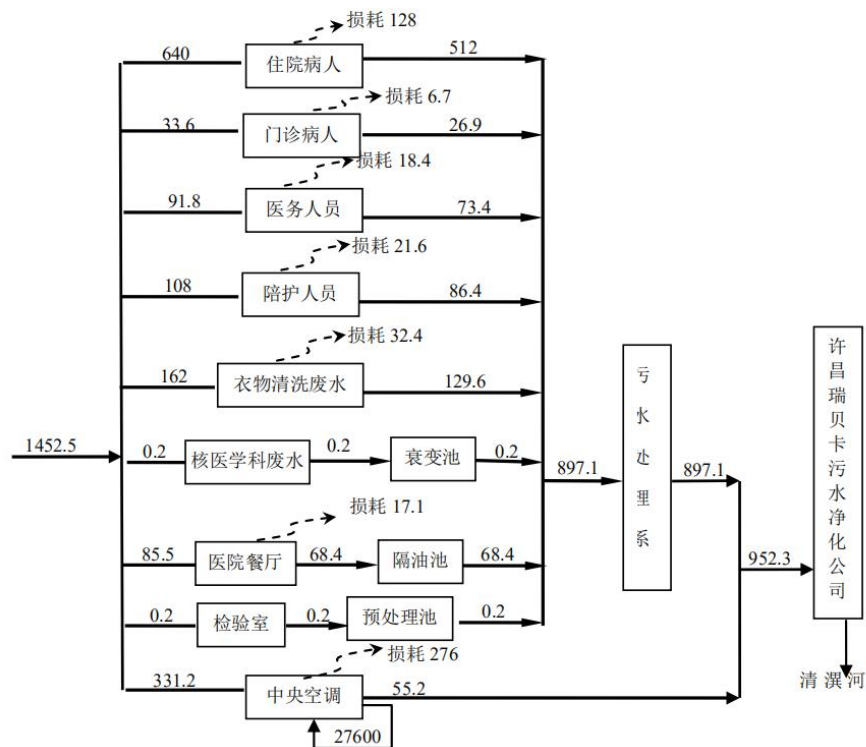 损耗 128
640
住院病人
512
损耗 6.7
33.6
门诊病人
26.9
损耗 18.4
91.8
医务人员
73.4
损耗 21.6
108
陪护人员
86.4
损耗 32.4
162
衣物清洗废水
129.6
1452.5
0.2
核医学科废水
0.2
衰变池
0.2
损耗 17.1
85.5
医院餐厅
68.4
隔油池
68.4
0.2
检验室
0.2
预处理池
0.2
损耗 276
331.2
中央空调
55.2
27600
897.1
污水处理系
897.1
952.3
许昌瑞贝卡污水净化公司
清潩河